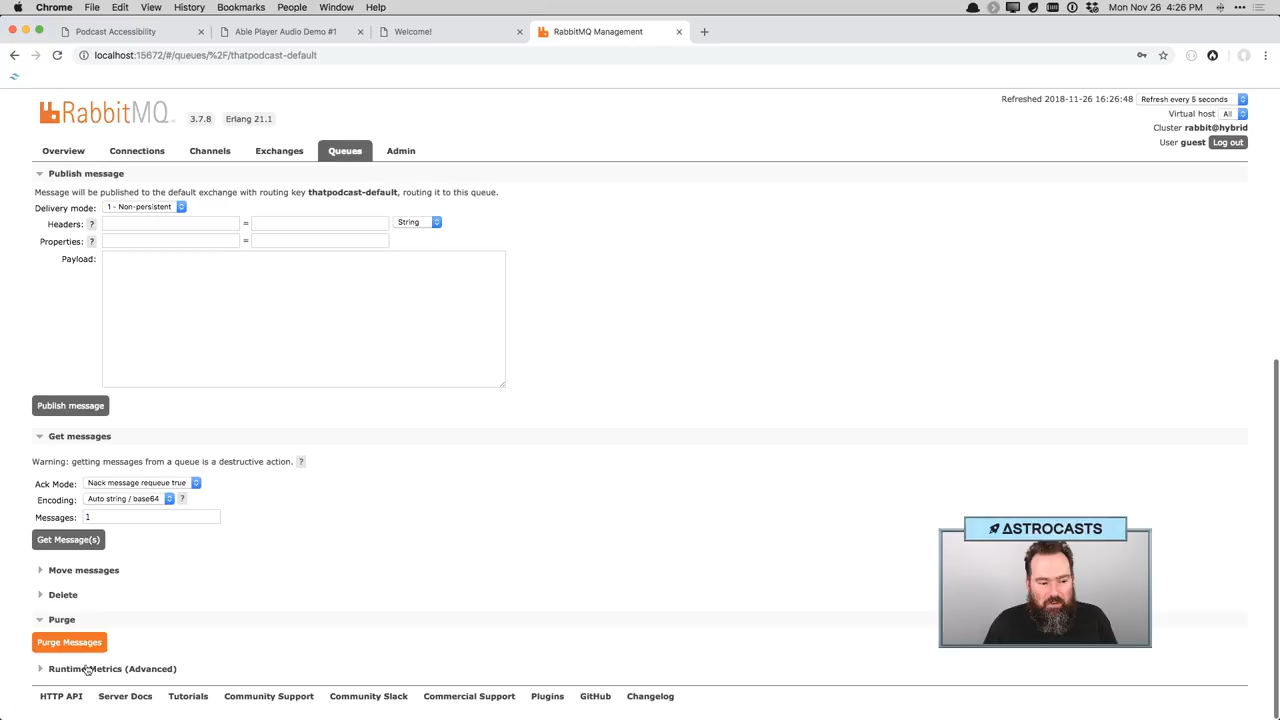 Chrome File Edit View History Bookmarks People Window Help Mon Nov 26 4:26 PM
Podcast Accessibility Able Player Audio Demo #1 Welcome! RabbitMQ Management
localhost:15672/#/queues/%2F/thatpodcast-default
RabbitMQ 3.7.8 Erlang 21.1
Refreshed 2018-11-26 16:26:48 Refresh every 5 seconds
Virtual host All
Cluster rabbit@hybrid
User guest Log out
Overview Connections Channels Exchanges Queues Admin
Publish message
Message will be published to the default exchange with routing key thatpodcast-default, routing it to this queue.
Delivery mode: 1 - Non-persistent
Headers: ? = String
Properties: ? =
Payload:
Publish message
Get messages
Warning: getting messages from a queue is a destructive action. ?
Ack Mode: Nack message requeue true
Encoding: Auto string / base64 ?
Messages: 1
Get Message(s)
ASTROCASTS
Move messages
Delete
Purge
Purge Messages
Runtime Metrics (Advanced)
HTTP API Server Docs Tutorials Community Support Community Slack Commercial Support Plugins GitHub Changelog